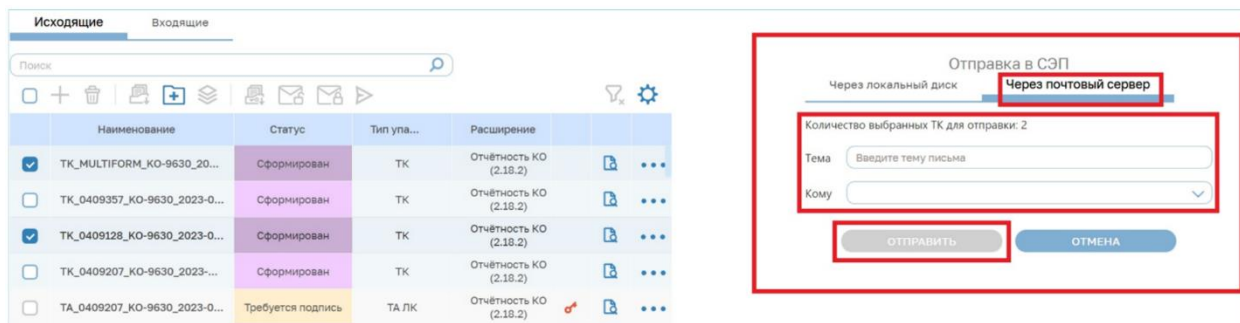 Исходящие Входящие
Поиск
Наименование Статус Тип упа... Расширение
TK_MULTIFORM_KO-9630_20... Сформирован ТК Отчётность КО (2.18.2)
TK_0409357_KO-9630_2023-0... Сформирован ТК Отчётность КО (2.18.2)
TK_0409128_KO-9630_2023-0... Сформирован ТК Отчётность КО (2.18.2)
TK_0409207_KO-9630_2023-... Сформирован ТК Отчётность КО (2.18.2)
TA_0409207_KO-9630_2023-0... Требуется подпись ТА ЛК Отчётность КО (2.18.2)
Отправка в СЭП
Через локальный диск Через почтовый сервер
Количество выбранных ТК для отправки: 2
Тема Введите тему письма
Кому
ОТПРАВИТЬ ОТМЕНА